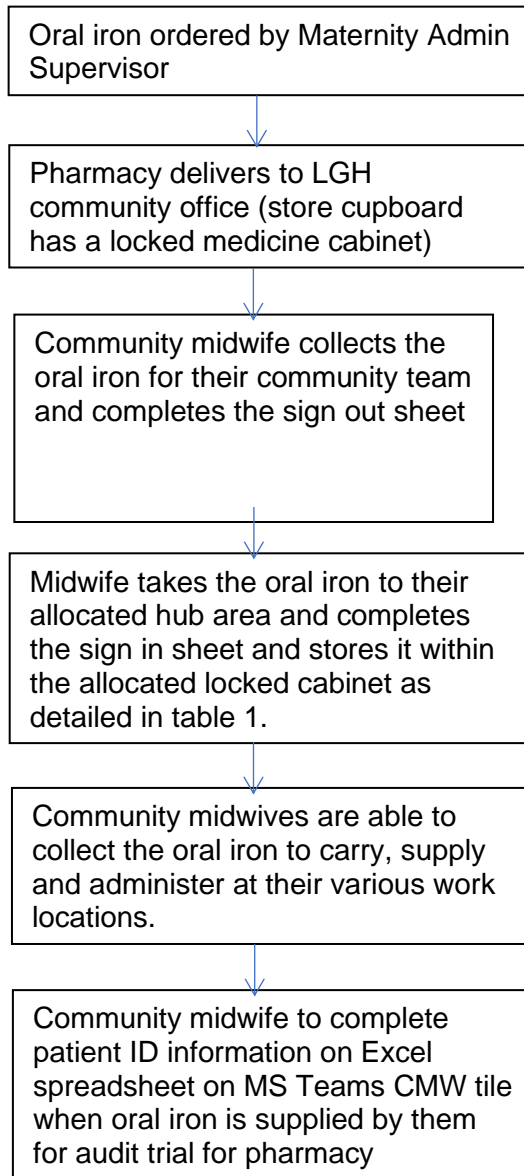 Oral iron ordered by Maternity Admin
Supervisor
Pharmacy delivers to LGH
community office (store cupboard
has a locked medicine cabinet)
Community midwife collects the
oral iron for their community team
and completes the sign out sheet
Midwife takes the oral iron to their
allocated hub area and completes
the sign in sheet and stores it within
the allocated locked cabinet as
detailed in table 1.
Community midwives are able to
collect the oral iron to carry, supply
and administer at their various work
locations.
Community midwife to complete
patient ID information on Excel
spreadsheet on MS Teams CMW tile
when oral iron is supplied by them
for audit trial for pharmacy